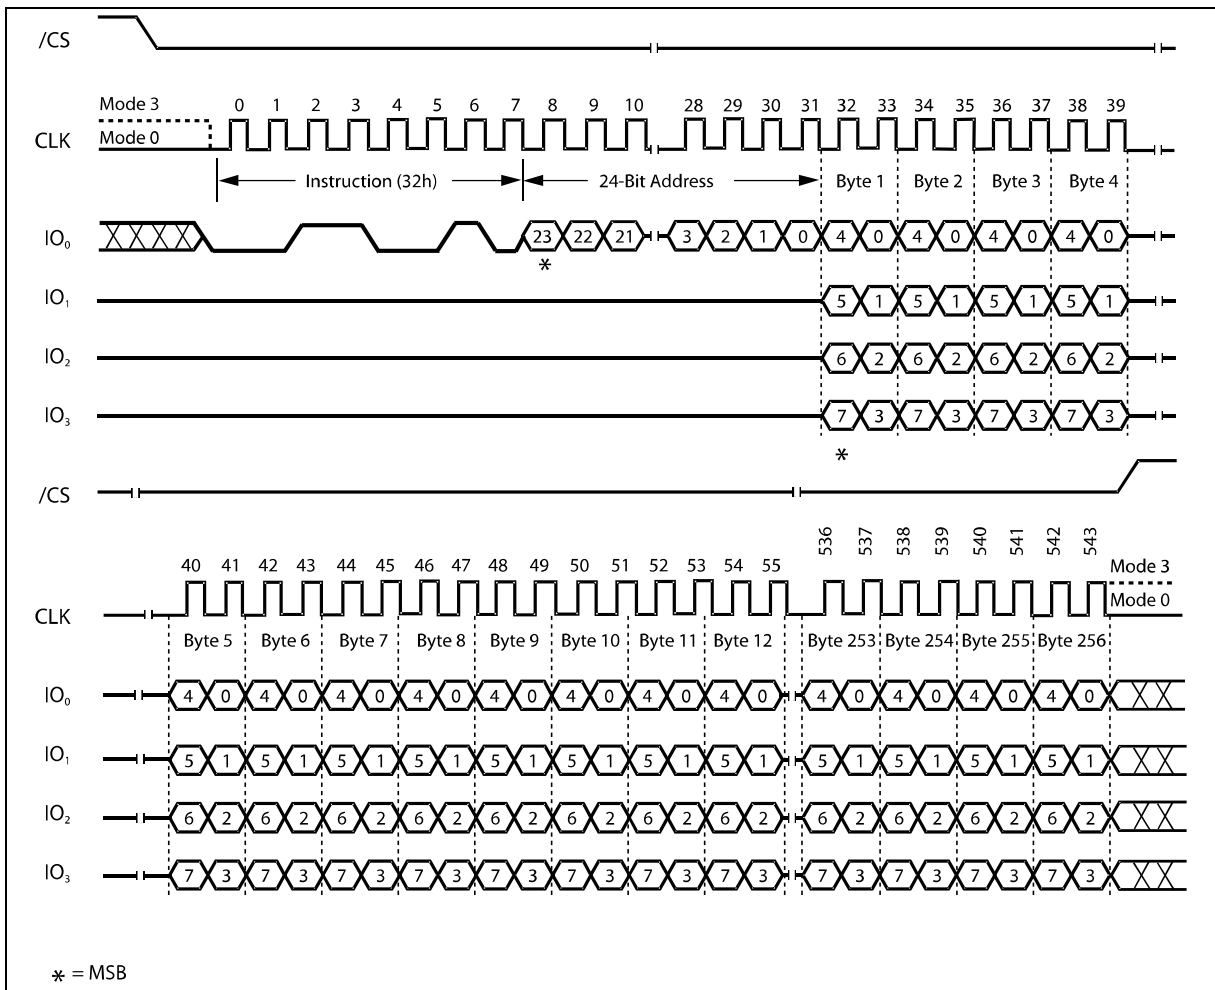 /CS
Mode 3
0 1 2 3 4 5 6 7 8 9 10 28 29 30 31 32 33 34 35 36 37 38 39
CLK
Mode 0
Instruction (32h) 24-Bit Address Byte 1 Byte 2 Byte 3 Byte 4
IO0 23 22 21 3 2 1 0 4 0 4 0 4 0 4 0
*
IO1 5 1 5 1 5 1 5 1
IO2 6 2 6 2 6 2 6 2
IO3 7 3 7 3 7 3 7 3
*
/CS
536 537 538 539 540 541 542 543
40 41 42 43 44 45 46 47 48 49 50 51 52 53 54 55 Mode 3
CLK Mode 0
Byte 5 Byte 6 Byte 7 Byte 8 Byte 9 Byte 10 Byte 11 Byte 12 Byte 253 Byte 254 Byte 255 Byte 256
IO0 4 0 4 0 4 0 4 0 4 0 4 0 4 0 4 0 4 0 4 0 4 0 4 0
IO1 5 1 5 1 5 1 5 1 5 1 5 1 5 1 5 1 5 1 5 1 5 1 5 1
IO2 6 2 6 2 6 2 6 2 6 2 6 2 6 2 6 2 6 2 6 2 6 2 6 2
IO3 7 3 7 3 7 3 7 3 7 3 7 3 7 3 7 3 7 3 7 3 7 3 7 3
* = MSB